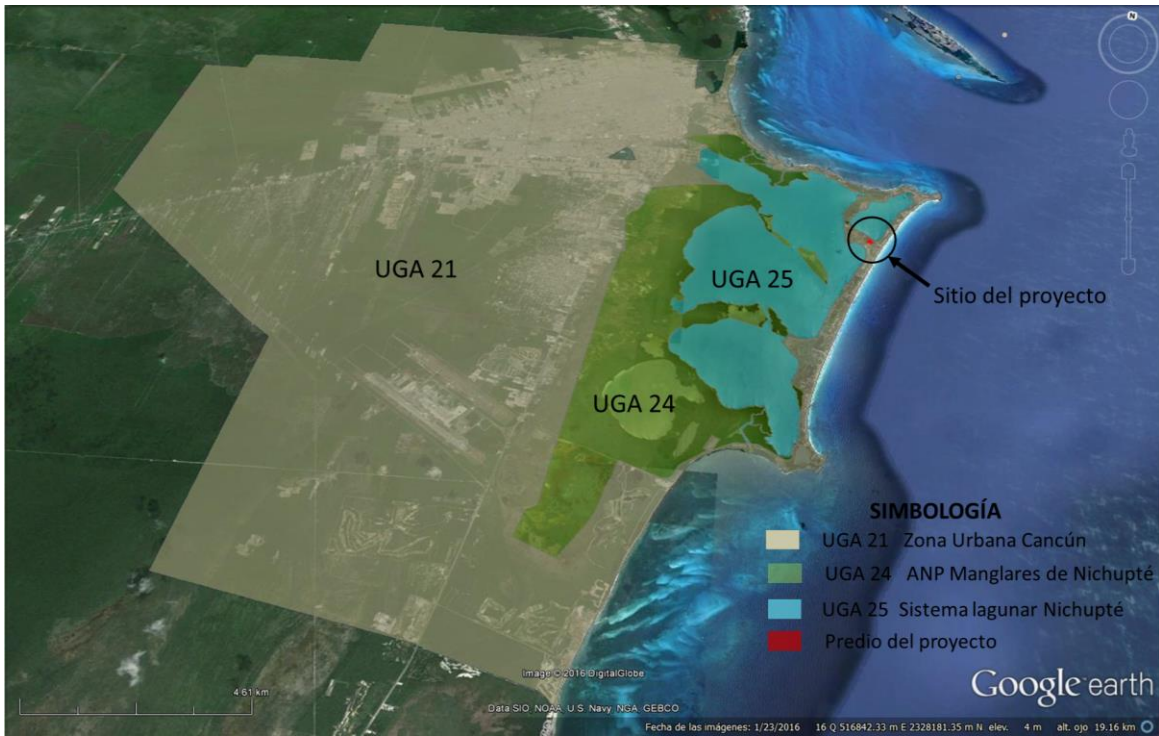 N
UGA 21
UGA 25
Sitio del proyecto
UGA 24
SIMBOLOGÍA
UGA 21 Zona Urbana Cancún
UGA 24 ANP Manglares de Nichupté
UGA 25 Sistema lagunar Nichupté
Predio del proyecto
Image © 2016 DigitalGlobe
4.61 km
Data SIO, NOAA, U.S. Navy, NGA, GEBCO
Google earth
Fecha de las imágenes: 1/23/2016 16 Q 516842.33 m E 2328181.35 m N elev. 4 m alt. ojo 19.16 km